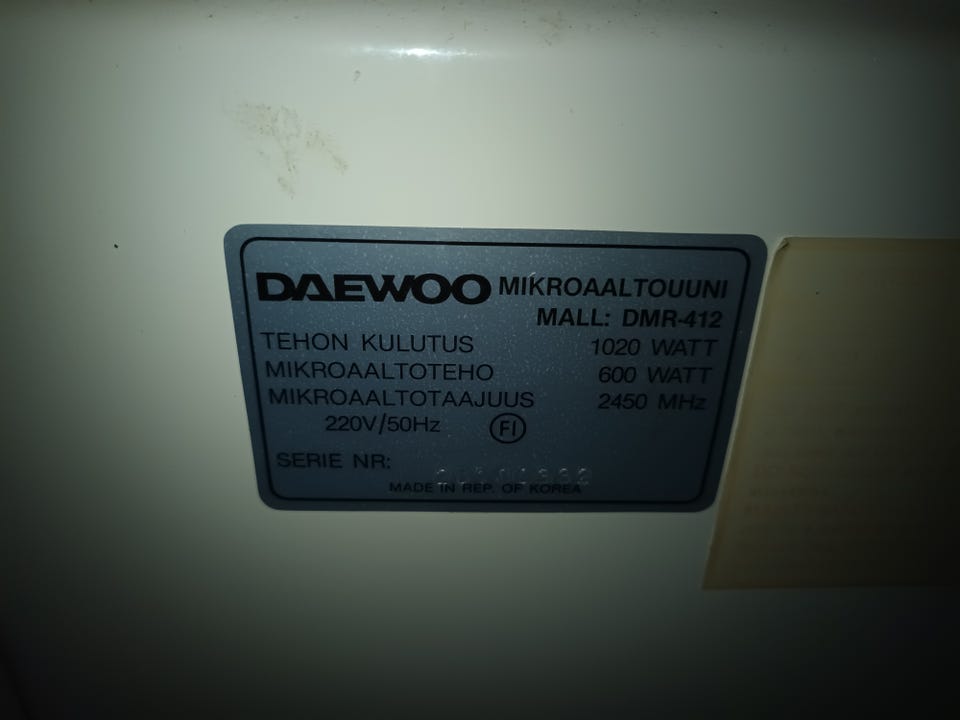 DAEWOO MIKROAALTOUUNI
MALL: DMR-412
TEHON KULUTUS 1020 WATT
MIKROAALTOTEHO 600 WATT
MIKROAALTOTAAJUUS 2450 MHz
220V/50Hz FI
SERIE NR:
MADE IN REP. OF KOREA